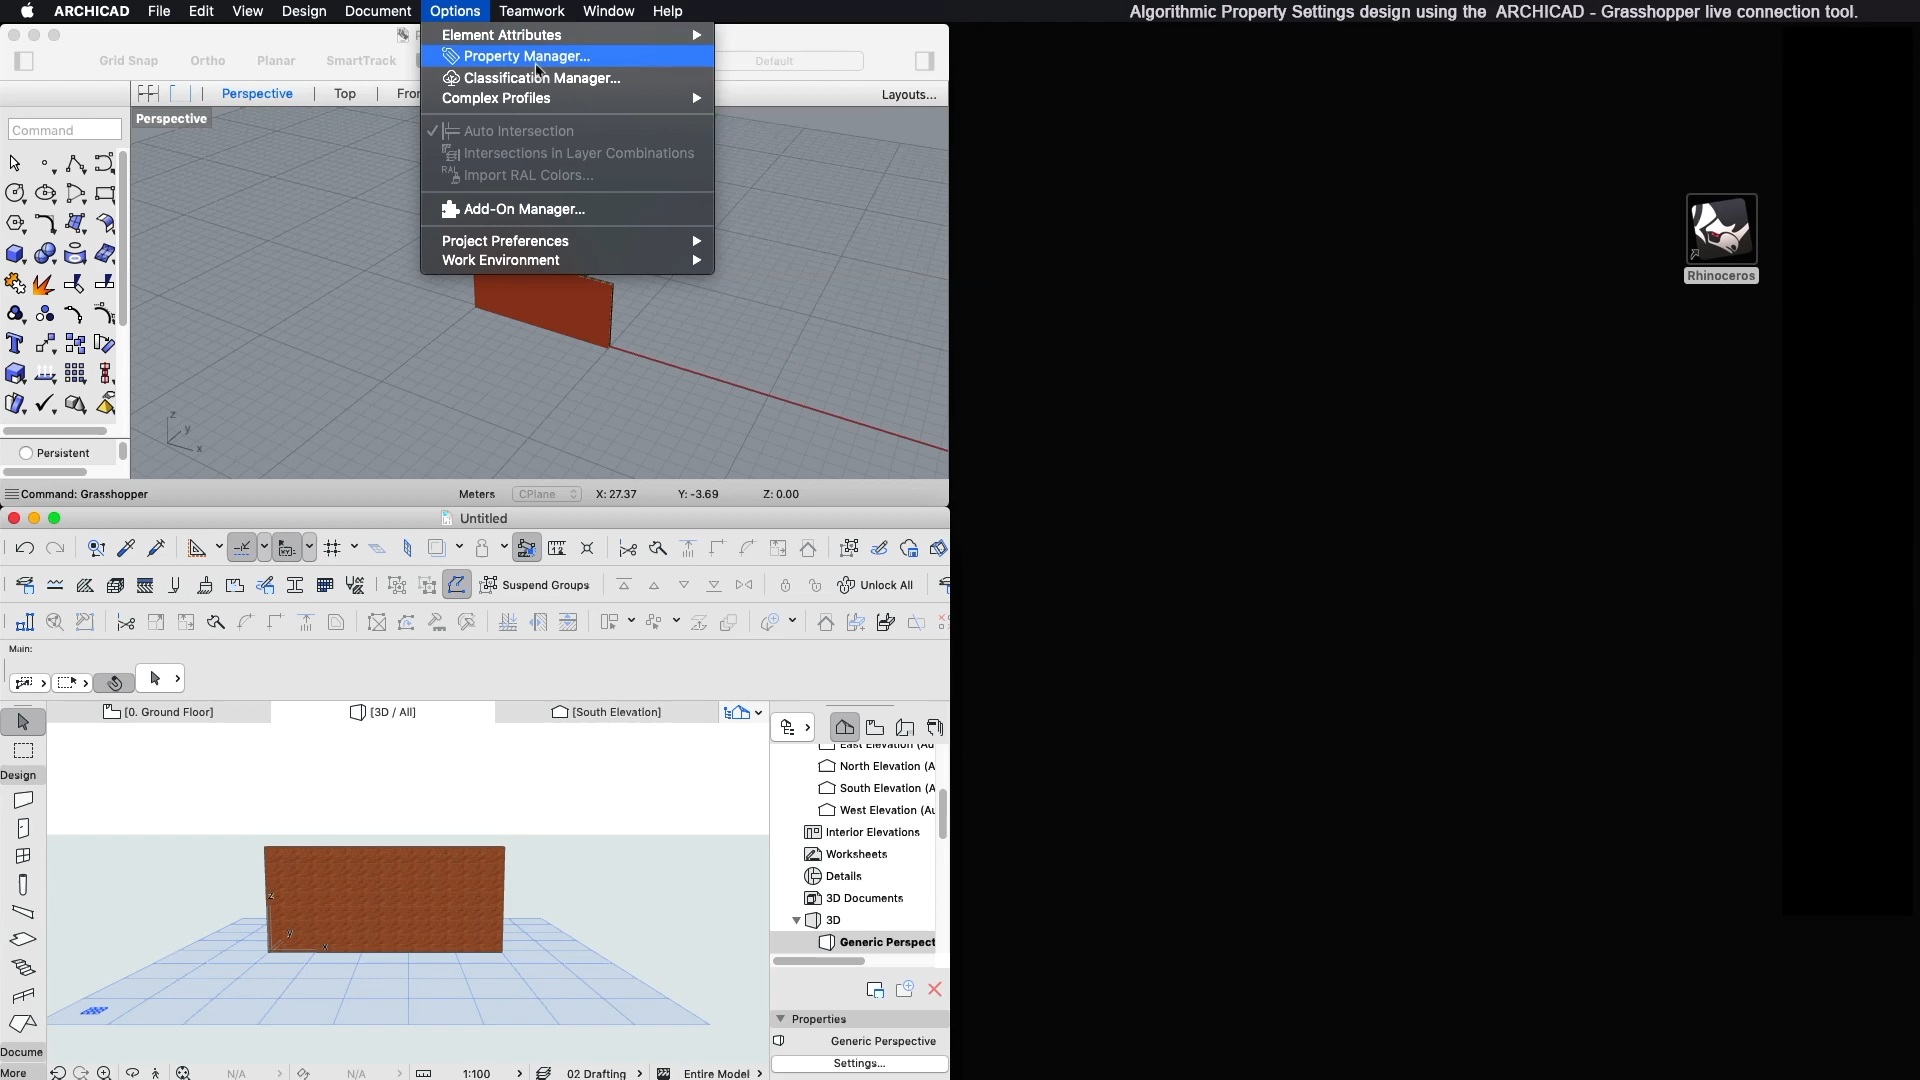 ARCHICAD File Edit View Design Document Options Teamwork Window Help
Algorithmic Property Settings design using the ARCHICAD - Grasshopper live connection tool.
Element Attributes
Property Manager...
Classification Manager...
Complex Profiles
Auto Intersection
Intersections in Layer Combinations
RAL Import RAL Colors...
Add-On Manager...
Project Preferences
Work Environment
Grid Snap Ortho Planar SmartTrack
Default
Perspective Top
Layouts...
Perspective
Command
Rhinoceros
z
y
x
Persistent
Command: Grasshopper
Meters CPlane X: 27.37 Y: -3.69 Z: 0.00
Untitled
Suspend Groups
Unlock All
Main:
[0. Ground Floor] [3D / All] [South Elevation]
Design
North Elevation (A
South Elevation (A
West Elevation (Au
Interior Elevations
Worksheets
Details
3D Documents
3D
Generic Perspect
z
y
x
Properties
Generic Perspective
Settings...
Docume
More
N/A N/A 1:100 02 Drafting Entire Model